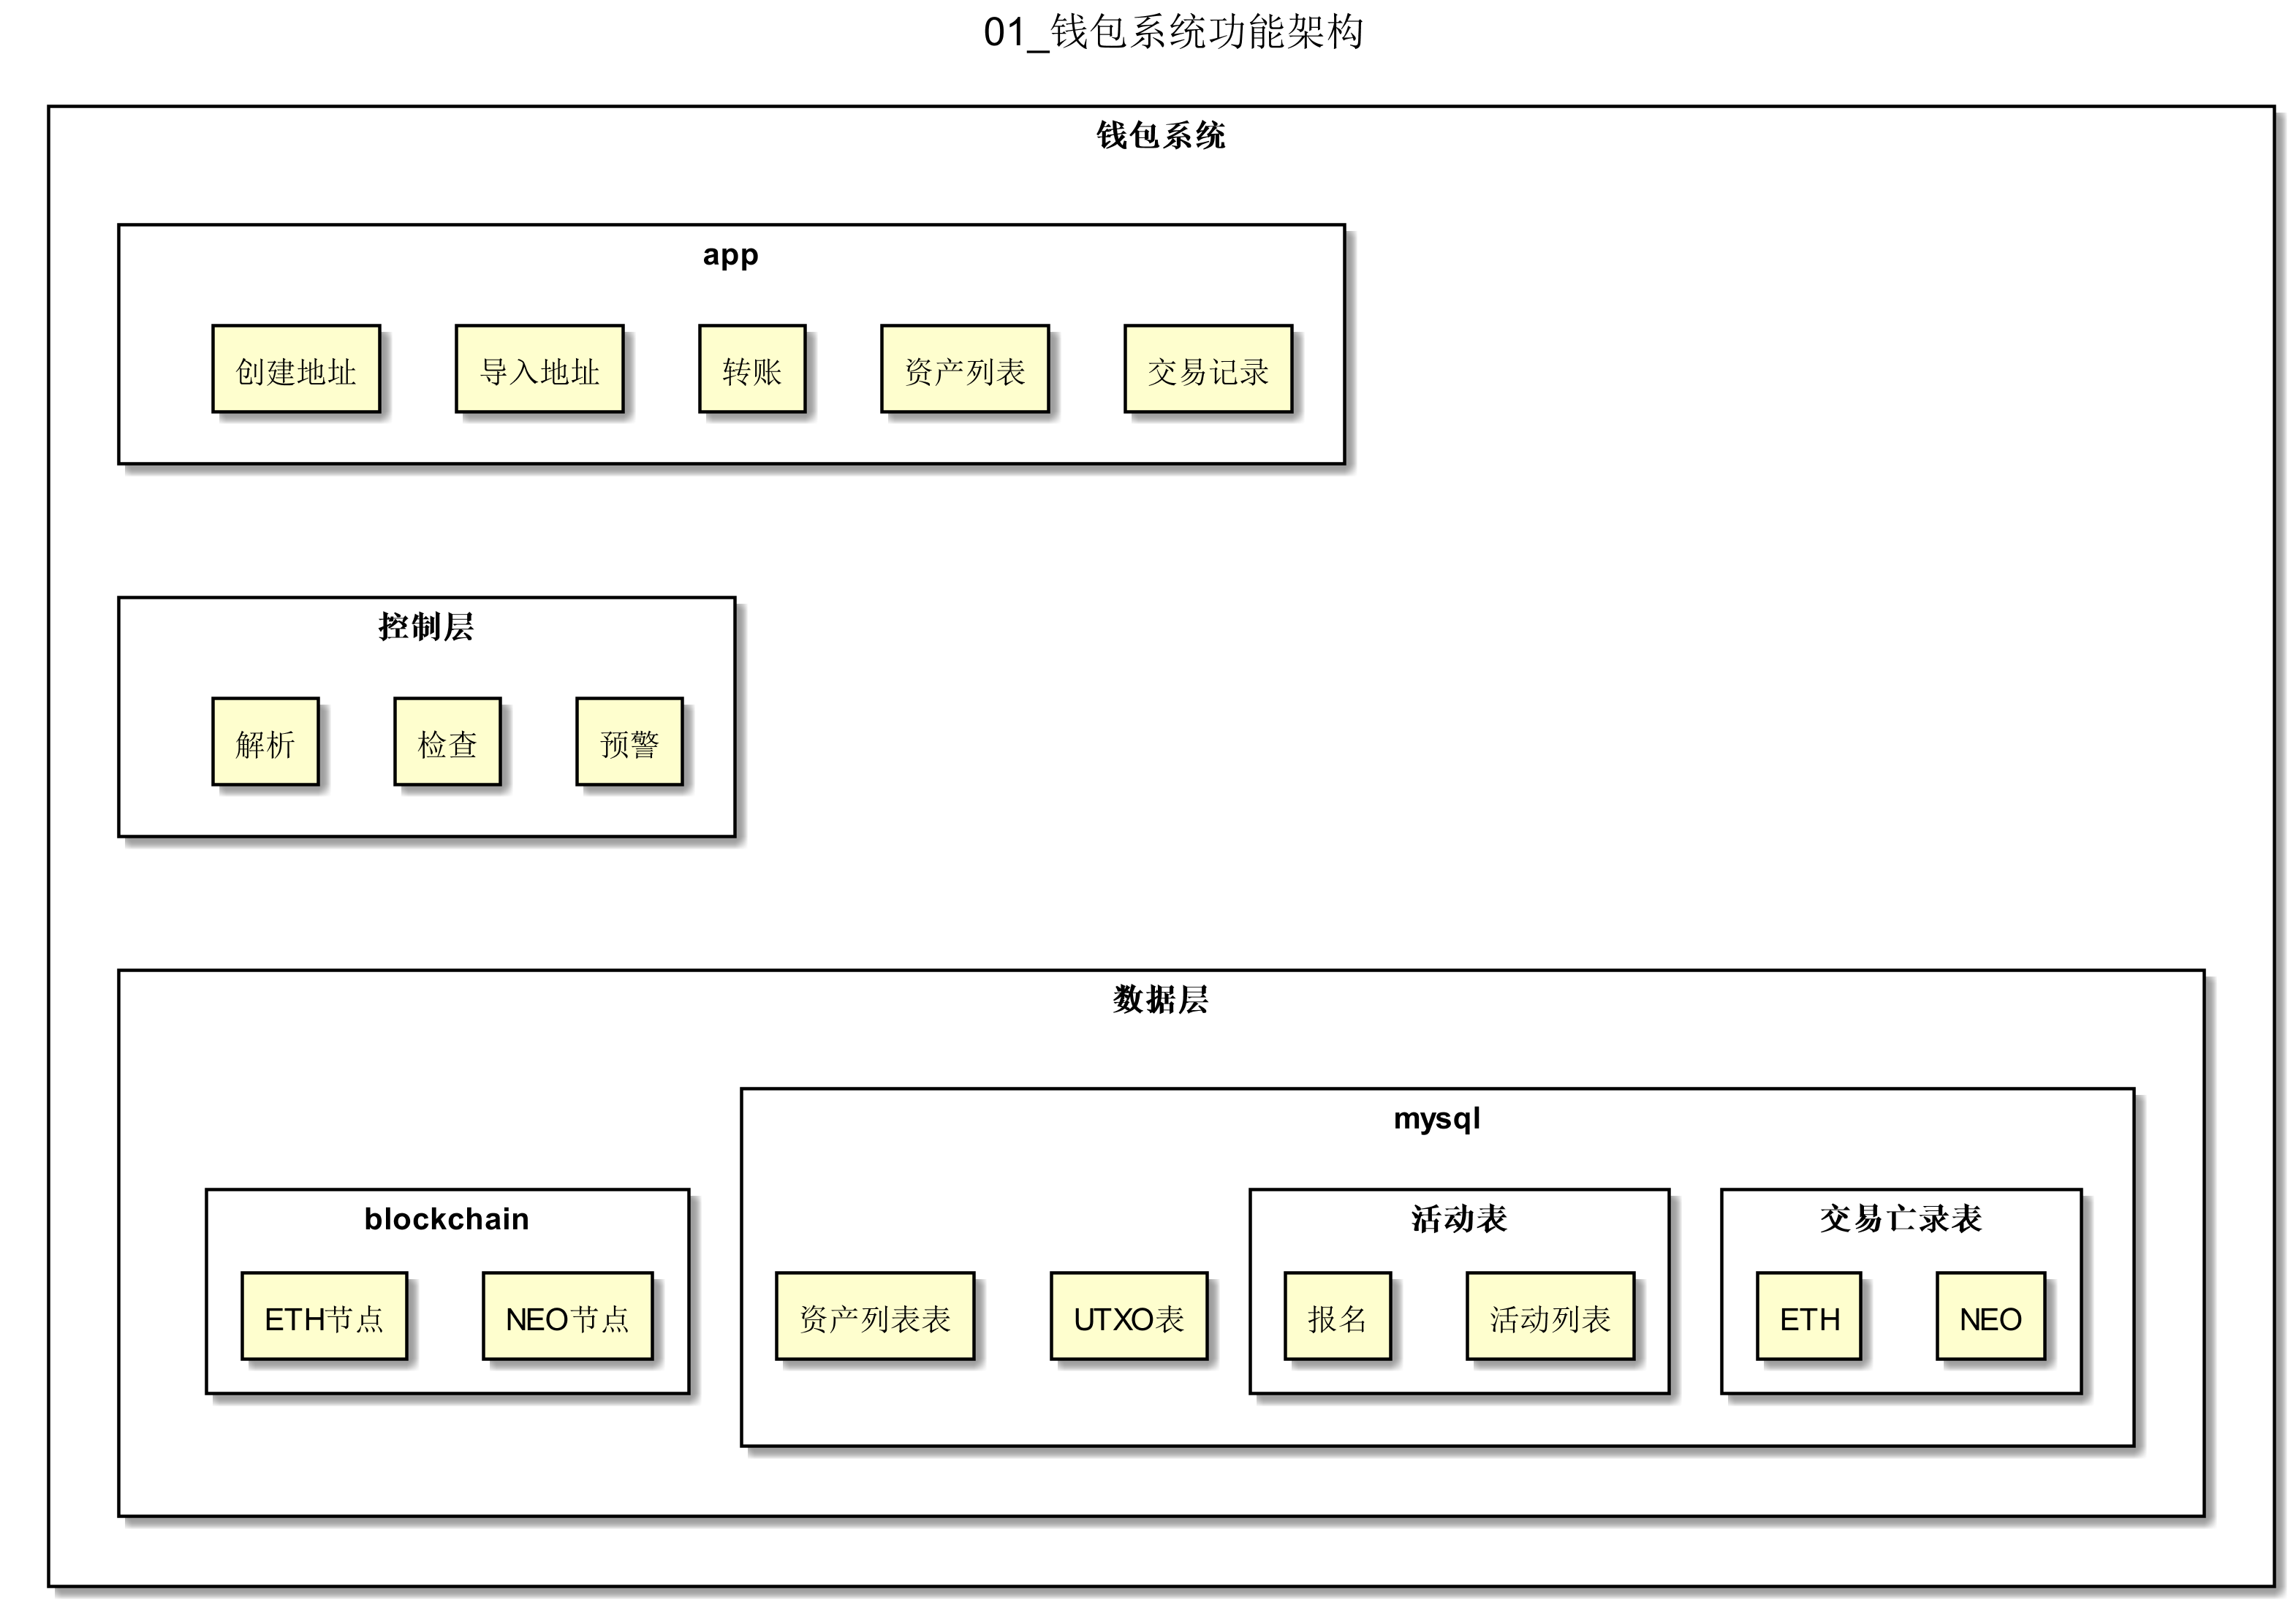 01_钱包系统功能架构
钱包系统
app
创建地址
导入地址
转账
资产列表
交易记录
控制层
解析
检查
预警
数据层
mysql
blockchain
活动表
交易亡录表
ETH节点
NEO节点
资产列表表
UTXO表
报名
活动列表
ETH
NEO